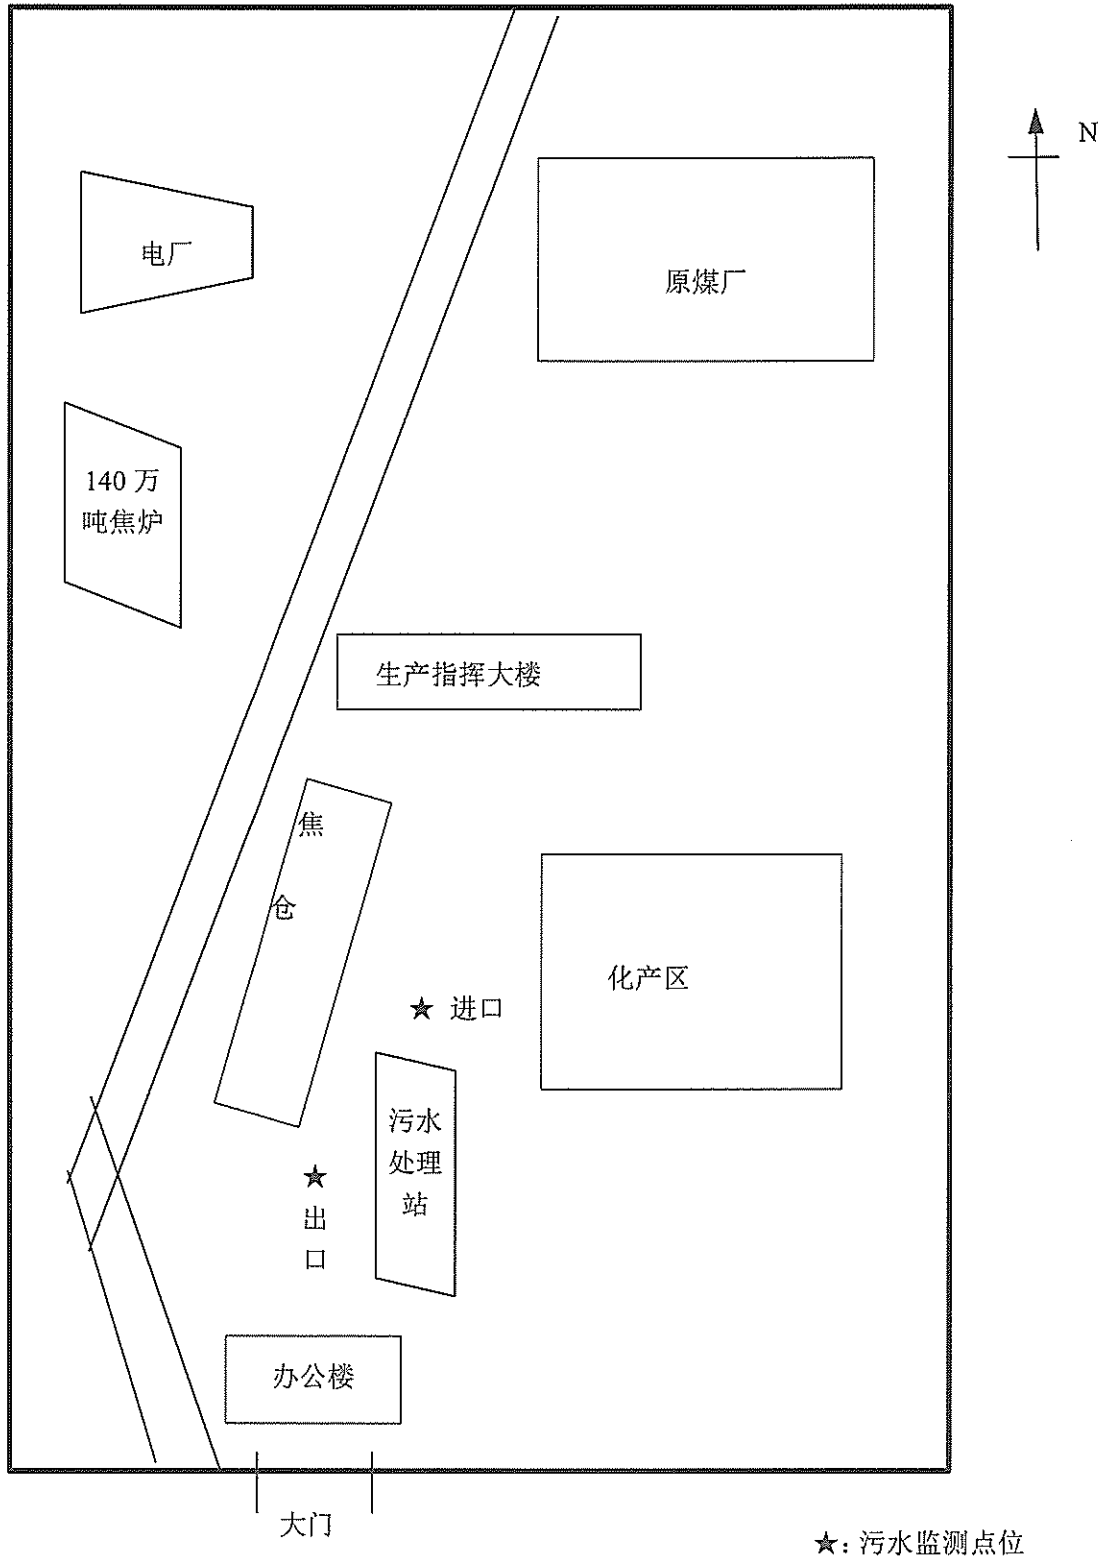 N
电厂
原煤厂
140 万
吨焦炉
生产指挥大楼
焦
仓
化产区
★ 进口
污水
处理
站
★
出
口
办公楼
大门
★: 污水监测点位